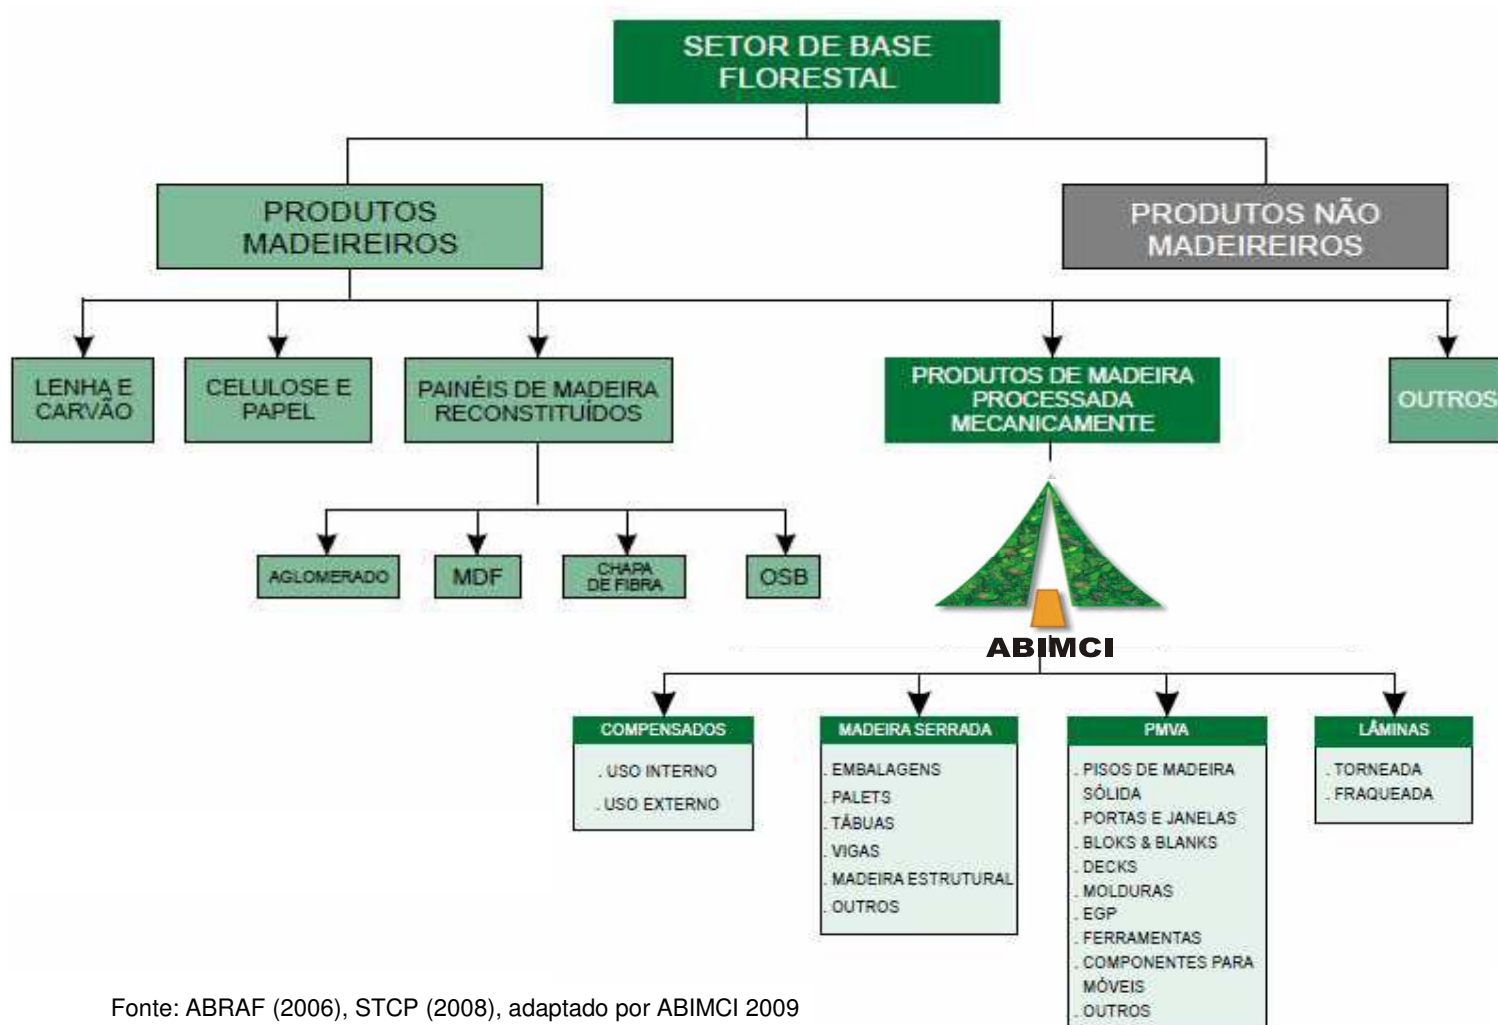 SETOR DE BASE
FLORESTAL
PRODUTOS
MADEIREIROS
PRODUTOS NÃO
MADEIREIROS
LENHA E
CARVÃO
CELULOSE E
PAPEL
PAINÉIS DE MADEIRA
RECONSTITUÍDOS
PRODUTOS DE MADEIRA
PROCESSADA
MECANICAMENTE
OUTROS
AGLOMERADO
MDF
CHAPA
DE FIBRA
OSB
ABIMCI
COMPENSADOS
. USO INTERNO
. USO EXTERNO
MADEIRA SERRADA
. EMBALAGENS
. PALETS
. TÁBUAS
. VIGAS
. MADEIRA ESTRUTURAL
. OUTROS
PMVA
. PISOS DE MADEIRA
SÓLIDA
. PORTAS E JANELAS
. BLOKS & BLANKS
. DECKS
. MOLDURAS
. EGP
. FERRAMENTAS
. COMPONENTES PARA
MÓVEIS
. OUTROS
LÂMINAS
. TORNEADA
. FRAQUEADA
Fonte: ABRAF (2006), STCP (2008), adaptado por ABIMCI 2009